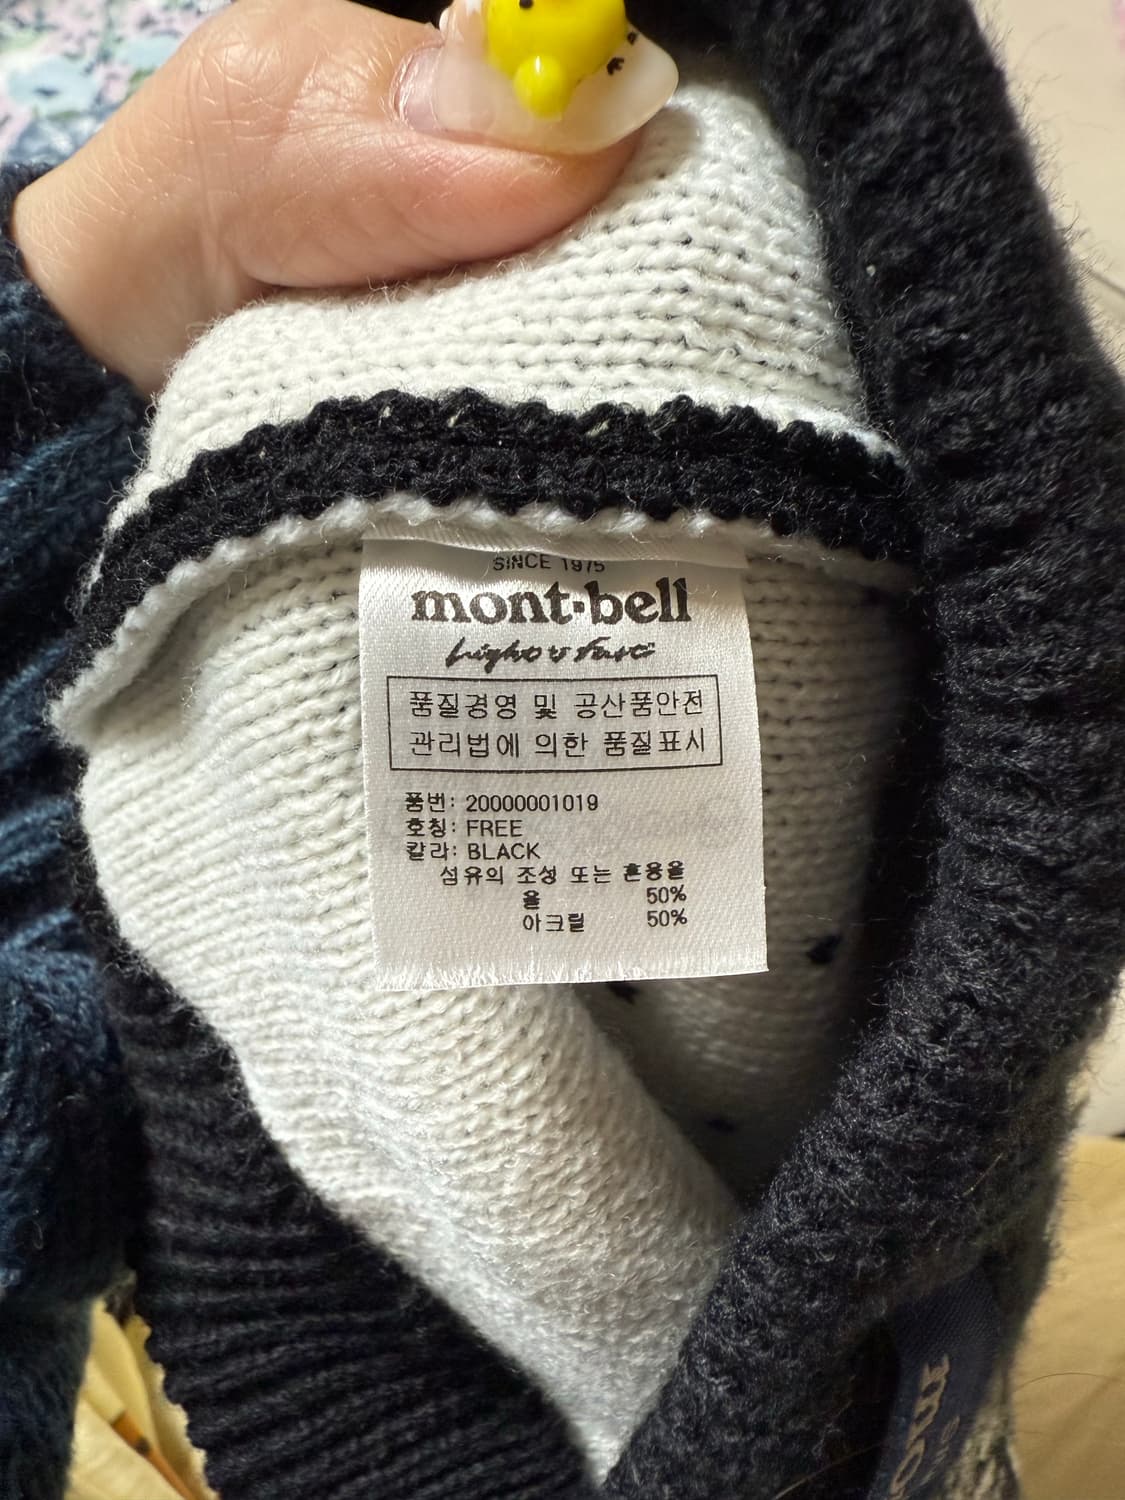 SINCE 1975
mont·bell
Light & Fast
품질경영 및 공산품안전
관리법에 의한 품질표시
품번: 20000001019
호칭: FREE
칼라: BLACK
섬유의 조성 또는 혼용율
울 50%
아크릴 50%